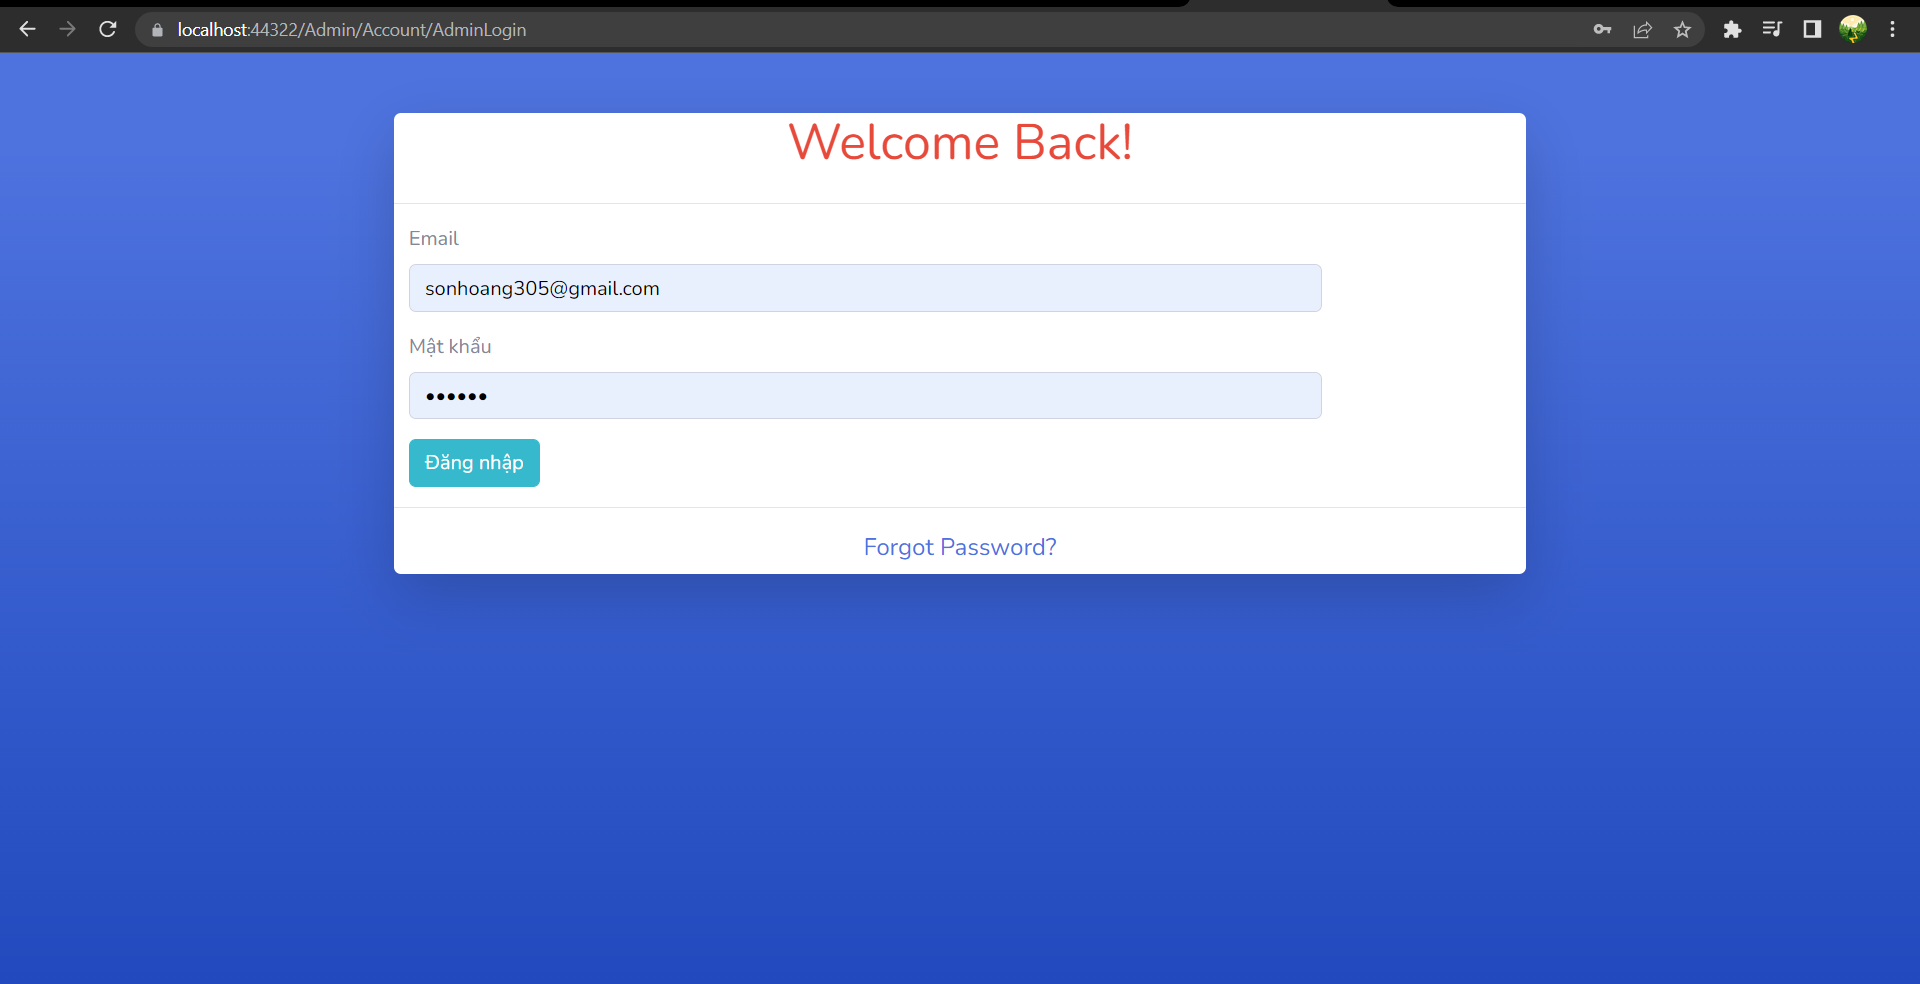 localhost:44322/Admin/Account/AdminLogin
Welcome Back!
Email
sonhoang305@gmail.com
Mật khẩu
••••••
Đăng nhập
Forgot Password?